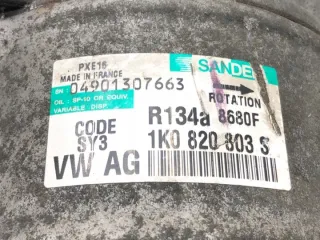 PXE16
MADE IN FRANCE
SN: 04901307663
OIL: SP-10 OR EQUIV.
VARIABLE DISP.
SANDE
ROTATION
R134a 8680F
CODE
SY3
1K0 820 803 S
VW AG